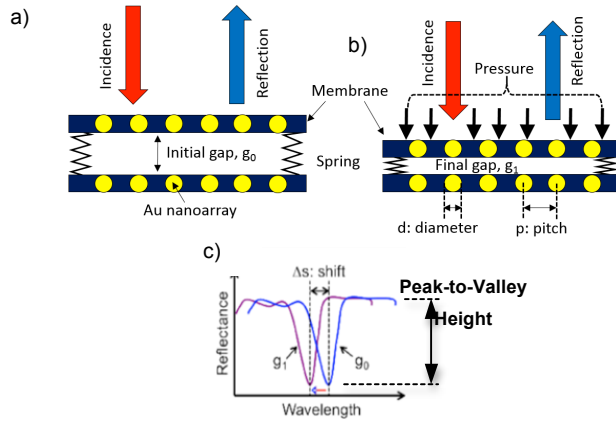 a)
Incidence
Reflection
Membrane
Initial gap, g0
Spring
Au nanoarray
b)
Incidence
Reflection
Pressure
Final gap, g1
d: diameter
p: pitch
c)
Δs: shift
Peak-to-Valley
Height
Reflectance
g1
g0
Wavelength